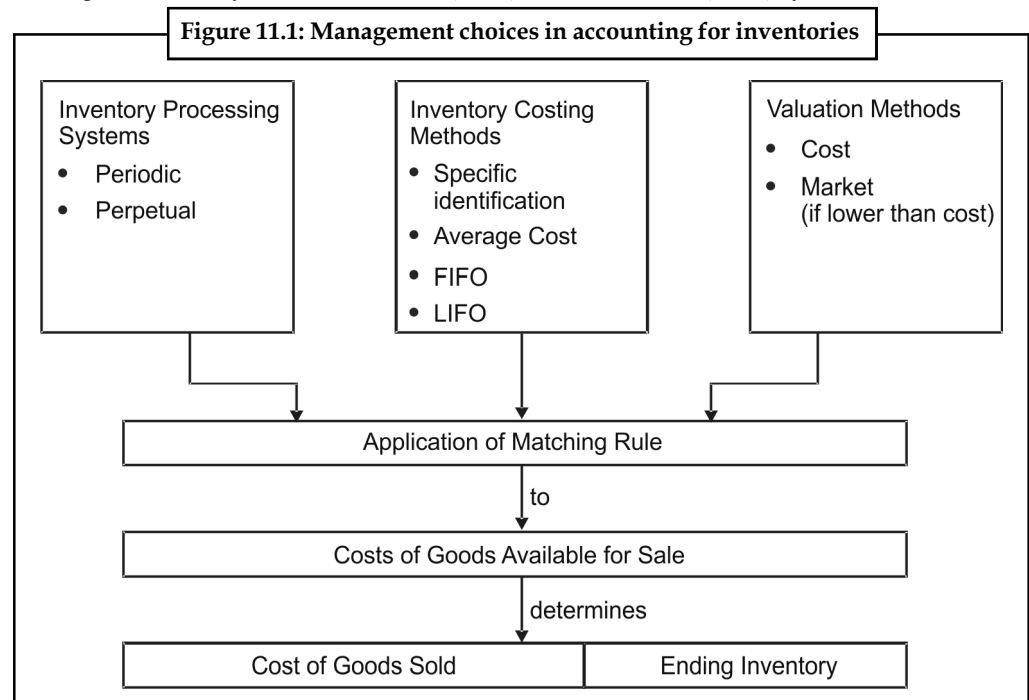 Figure 11.1: Management choices in accounting for inventories
Inventory Processing
Systems
• Periodic
• Perpetual
Inventory Costing
Methods
• Specific
identification
• Average Cost
• FIFO
• LIFO
Valuation Methods
• Cost
• Market
(if lower than cost)
Application of Matching Rule
to
Costs of Goods Available for Sale
determines
Cost of Goods Sold
Ending Inventory